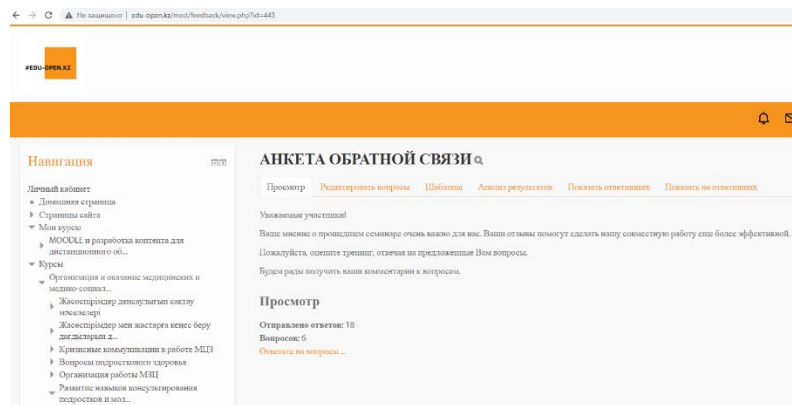 Не защищено | edu-open.kz/mod/feedback/view.php?id=443
#EDU-OPEN.KZ
Навигация
Личный кабинет
Домашняя страница
Страницы сайта
Мои курсы
MOODLE и разработка контента для
дистанционного об...
Курсы
Организация и оказание медицинских и
медико-социал...
Жасөспірімдер денсаулығын сақтау
мәселелері
Жасөспірімдер мен жастарға кеңес беру
дағдыларын д...
Кризисные коммуникации в работе МЦЗ
Вопросы подросткового здоровья
Организация работы МЗЦ
Развитие навыков консультирования
подростков и мол...
АНКЕТА ОБРАТНОЙ СВЯЗИ
Просмотр Редактировать вопросы Шаблоны Анализ результатов Показать ответивших Показать не ответивших
Уважаемые участники!
Ваше мнение о прошедшем семинаре очень важно для нас. Ваши отзывы помогут сделать нашу совместную работу еще более эффективной.
Пожалуйста, оцените тренинг, отвечая на предложенные Вам вопросы.
Будем рады получить ваши комментарии к вопросам.
Просмотр
Отправлено ответов: 18
Вопросов: 6
Ответьте на вопросы ...